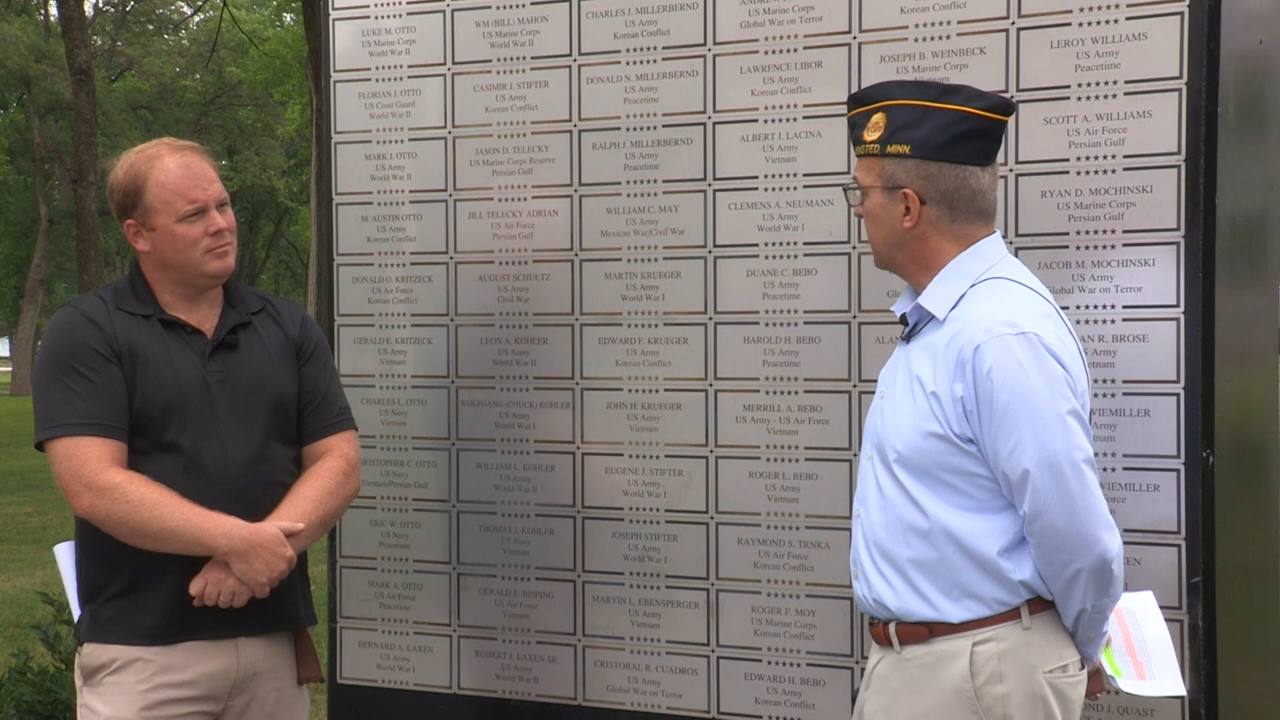 LUKE M. OTTO
US Marine Corps
World War II
FLORIAN J. OTTO
US Coast Guard
World War II
MARK J. OTTO
US Army
World War II
M. AUSTIN OTTO
US Army
Korean Conflict
DONALD O. KRITZECK
US Air Force
Korean Conflict
GERALD E. KRITZECK
US Army
Vietnam
CHARLES L. OTTO
US Navy
Vietnam
CHRISTOPHER C. OTTO
US Navy
Vietnam/Persian Gulf
ERIC W. OTTO
US Navy
Peacetime
MARK A. OTTO
US Air Force
Peacetime
BERNARD A. LAXEN
US Army
World War I
WM (BILL) MAHON
US Marine Corps
World War II
CASIMIR J. STIFTER
US Army
Korean Conflict
JASON D. TELECKY
US Marine Corps Reserve
Persian Gulf
JILL TELECKY ADRIAN
US Air Force
Persian Gulf
AUGUST SCHULTZ
US Army
Civil War
LEON A. KOHLER
US Army
World War II
WOLFGANG (CHUCK) KOHLER
US Army
World War I
WILLIAM L. KOHLER
US Army
World War II
THOMAS J. KOHLER
US Navy
Vietnam
GERALD E. BISPING
US Air Force
Vietnam
ROBERT J. LAXEN SR.
US Army
World War II
CHARLES J. MILLERBERND
US Army
Korean Conflict
DONALD N. MILLERBERND
US Army
Peacetime
RALPH J. MILLERBERND
US Army
Peacetime
WILLIAM C. MAY
US Army
Mexican War/Civil War
MARTIN KRUEGER
US Army
World War I
EDWARD F. KRUEGER
US Army
Korean Conflict
JOHN H. KRUEGER
US Army
Vietnam
EUGENE J. STIFTER
US Army
World War I
JOSEPH STIFTER
US Army
World War I
MARVIN L. EBENSPERGER
US Army
Vietnam
CRISTOBAL R. CUADROS
US Army
Global War on Terror
US Marine Corps
Global War on Terror
LAWRENCE LIBOR
US Army
Korean Conflict
ALBERT J. LACINA
US Army
Vietnam
CLEMENS A. NEUMANN
US Army
World War I
DUANE C. BEBO
US Army
Peacetime
HAROLD H. BEBO
US Army
Peacetime
MERRILL A. BEBO
US Army - US Air Force
Vietnam
ROGER L. BEBO
US Army
Vietnam
RAYMOND S. TRNKA
US Air Force
Korean Conflict
ROGER F. MOY
US Marine Corps
Korean Conflict
EDWARD H. BEBO
US Army
Korean Conflict
Korean Conflict
JOSEPH B. WEINBECK
US Marine Corps
Vietnam
LEROY WILLIAMS
US Army
Peacetime
SCOTT A. WILLIAMS
US Air Force
Persian Gulf
RYAN D. MOCHINSKI
US Marine Corps
Persian Gulf
JACOB M. MOCHINSKI
US Army
Global War on Terror
R. BROSE
WIEMILLER
WIEMILLER
J. QUAST
MINN.